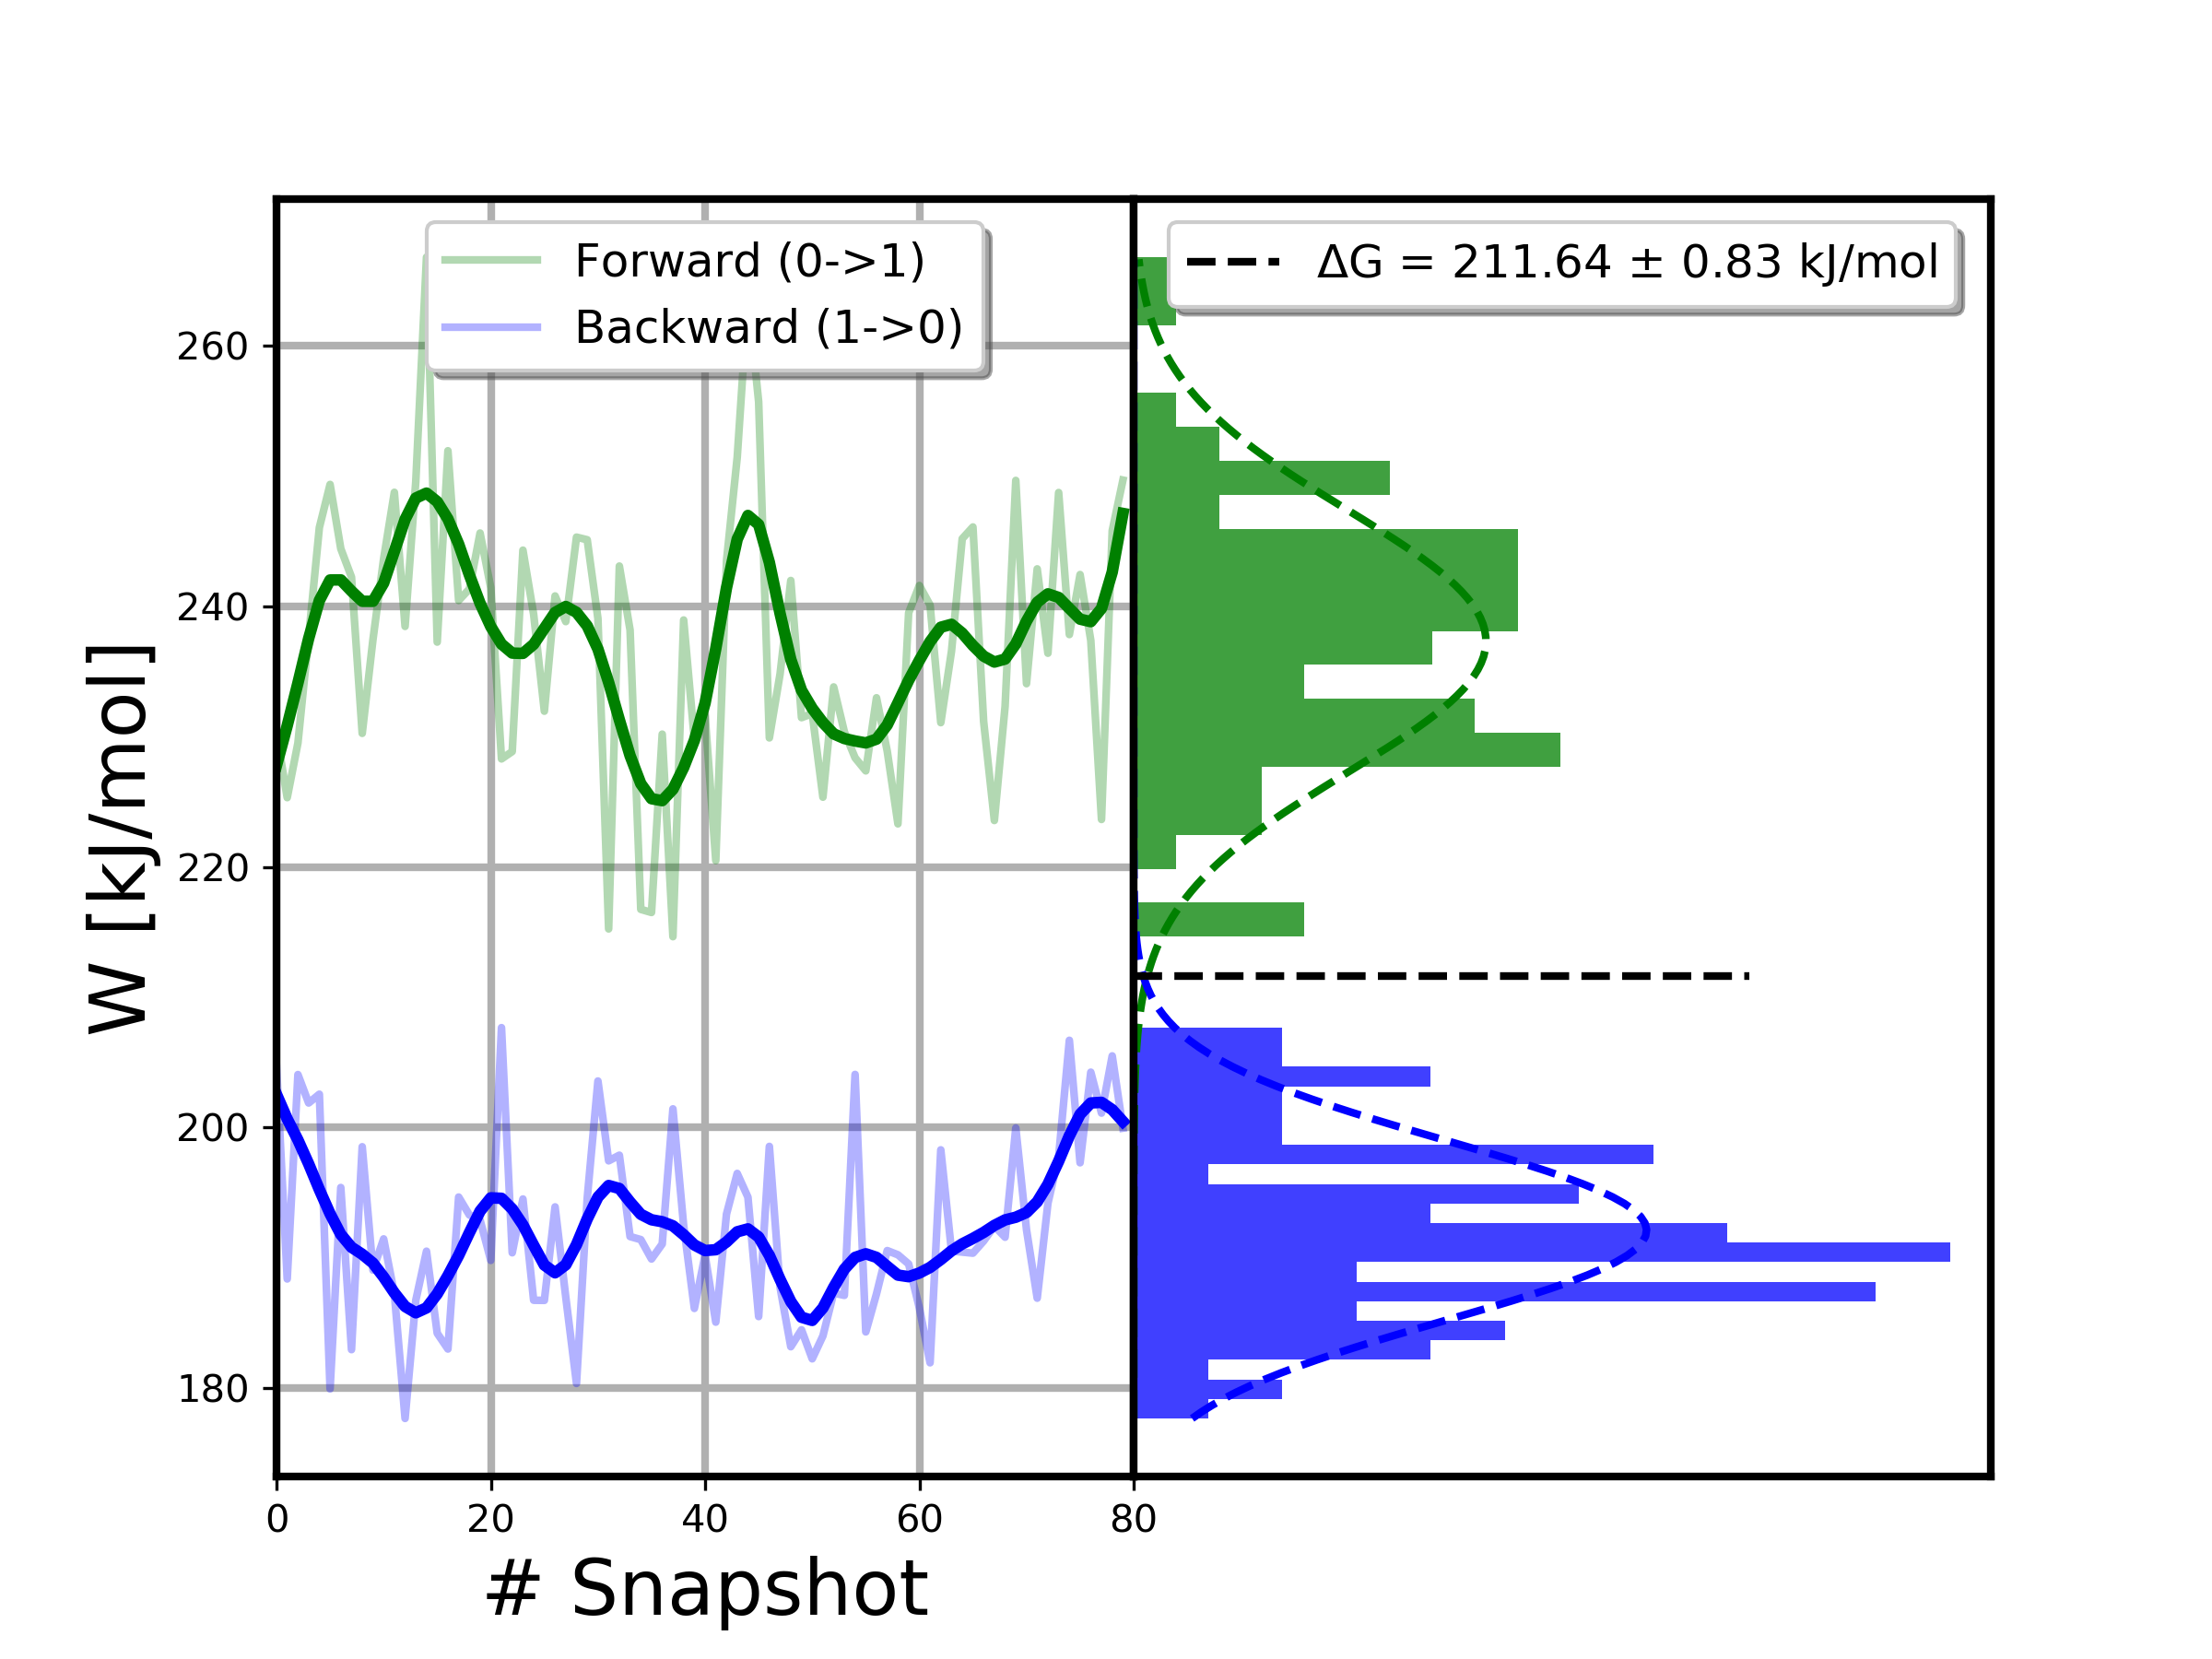 Forward (0->1)
Backward (1->0)
ΔG = 211.64 ± 0.83 kJ/mol
W [kJ/mol]
260
240
220
200
180
0 20 40 60 80
# Snapshot